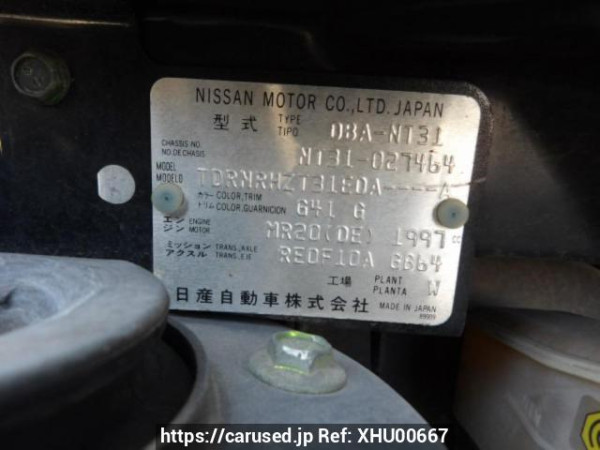 NISSAN MOTOR CO., LTD. JAPAN
型式 TYPE TIPO DBA-NT31
CHASSIS NO. NO. DE. CHASIS NT31-027464
MODEL MODELO TDRNRHZT31EDA----A
カラー COLOR, TRIM トリム COLOR, GUARNICION G41 G
エンジン ENGINE MOTOR MR20(DE) 1997 cc
ミッション TRANS., AXLE アクスル TRANS., EJE RE0F10A GG64
工場 PLANT PLANTA W
日産自動車株式会社 MADE IN JAPAN
https://carused.jp Ref: XHU00667